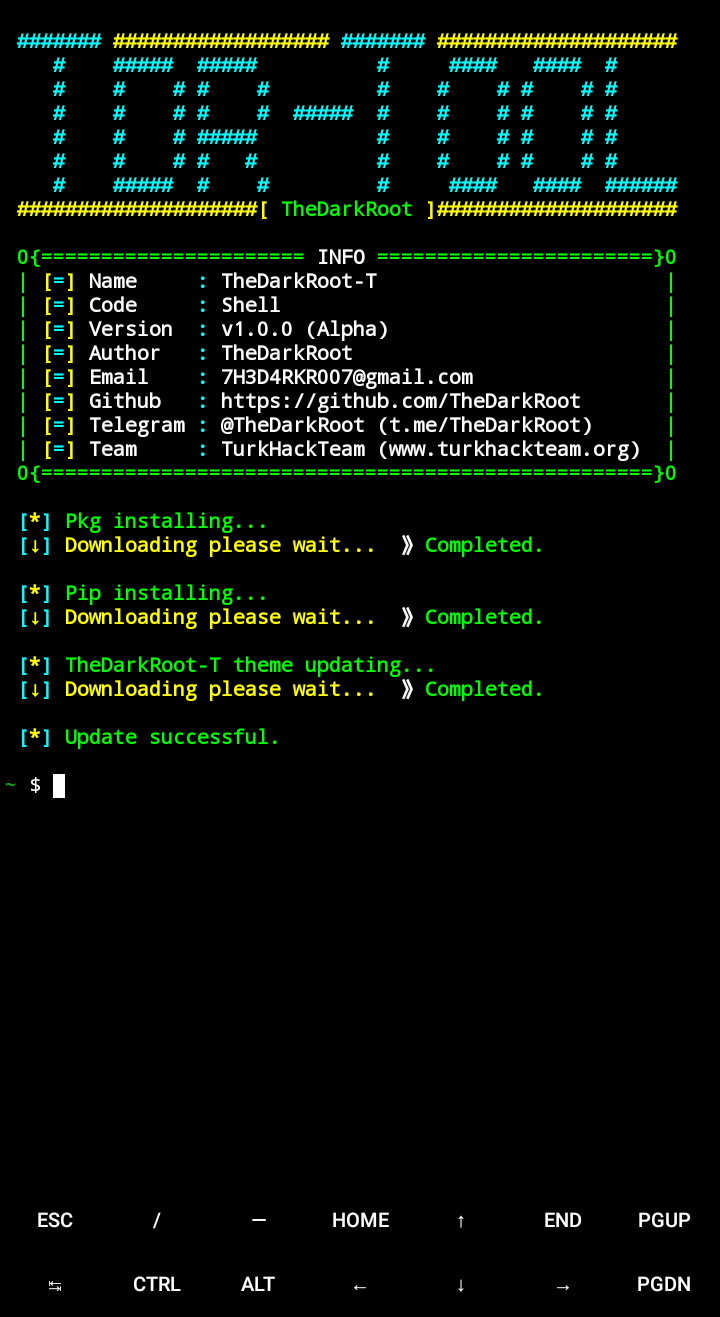 ####### ################## ####### ####################
# ##### ##### # #### #### #
# # # # # # # # # # #
# # # # # ##### # # # # # #
# # # ##### # # # # # #
# # # # # # # # # # #
# ##### # # # #### #### ######
####################[ TheDarkRoot ]#####################
O{====================== INFO =======================}O
| [=] Name : TheDarkRoot-T |
| [=] Code : Shell |
| [=] Version : v1.0.0 (Alpha) |
| [=] Author : TheDarkRoot |
| [=] Email : 7H3D4RKR007@gmail.com |
| [=] Github : https://github.com/TheDarkRoot |
| [=] Telegram : @TheDarkRoot (t.me/TheDarkRoot) |
| [=] Team : TurkHackTeam (www.turkhackteam.org) |
O{===================================================}O
[*] Pkg installing...
[↓] Downloading please wait... ⟫ Completed.
[*] Pip installing...
[↓] Downloading please wait... ⟫ Completed.
[*] TheDarkRoot-T theme updating...
[↓] Downloading please wait... ⟫ Completed.
[*] Update successful.
~ $
ESC / — HOME ↑ END PGUP
↹ CTRL ALT ← ↓ → PGDN